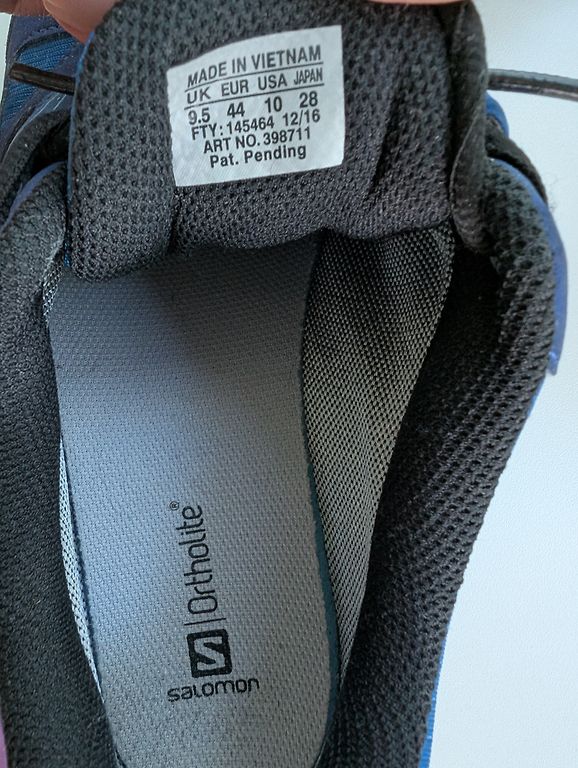 MADE IN VIETNAM
UK EUR USA JAPAN
9.5 44 10 28
FTY: 145464 12/16
ART NO. 398711
Pat. Pending
Ortholite®
S
salomon